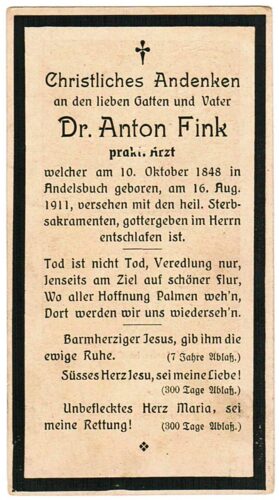 Christliches Andenken
an den lieben Gatten und Vater
Dr. Anton Fink
prakt. Arzt
welcher am 10. Oktober 1848 in
Andelsbuch geboren, am 16. Aug.
1911, versehen mit den heil. Sterb-
sakramenten, gottergeben im Herrn
entschlafen ist.
Tod ist nicht Tod, Veredlung nur,
Jenseits am Ziel auf schöner Flur,
Wo aller Hoffnung Palmen weh'n,
Dort werden wir uns wiederseh'n.
Barmherziger Jesus, gib ihm die
ewige Ruhe. (7 Jahre Ablaß.)
Süsses Herz Jesu, sei meine Liebe!
(300 Tage Ablaß.)
Unbeflecktes Herz Maria, sei
meine Rettung! (300 Tage Ablaß.)